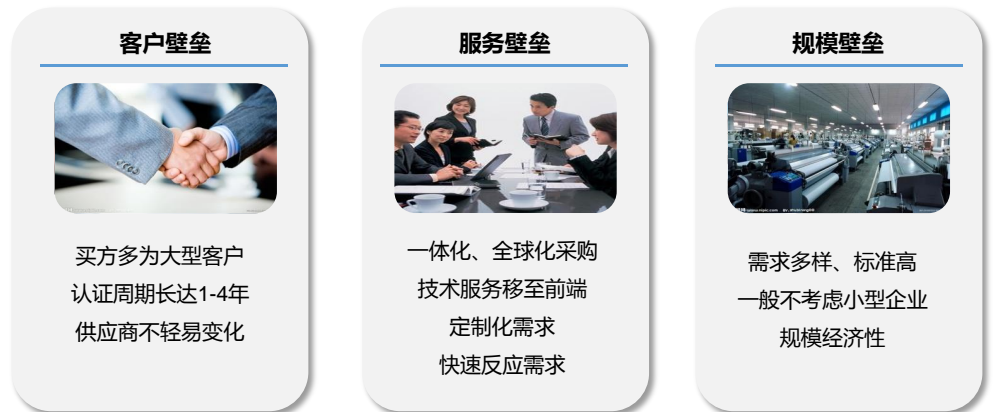 客户壁垒
买方多为大型客户
认证周期长达1-4年
供应商不轻易变化
服务壁垒
一体化、全球化采购
技术服务移至前端
定制化需求
快速反应需求
规模壁垒
需求多样、标准高
一般不考虑小型企业
规模经济性